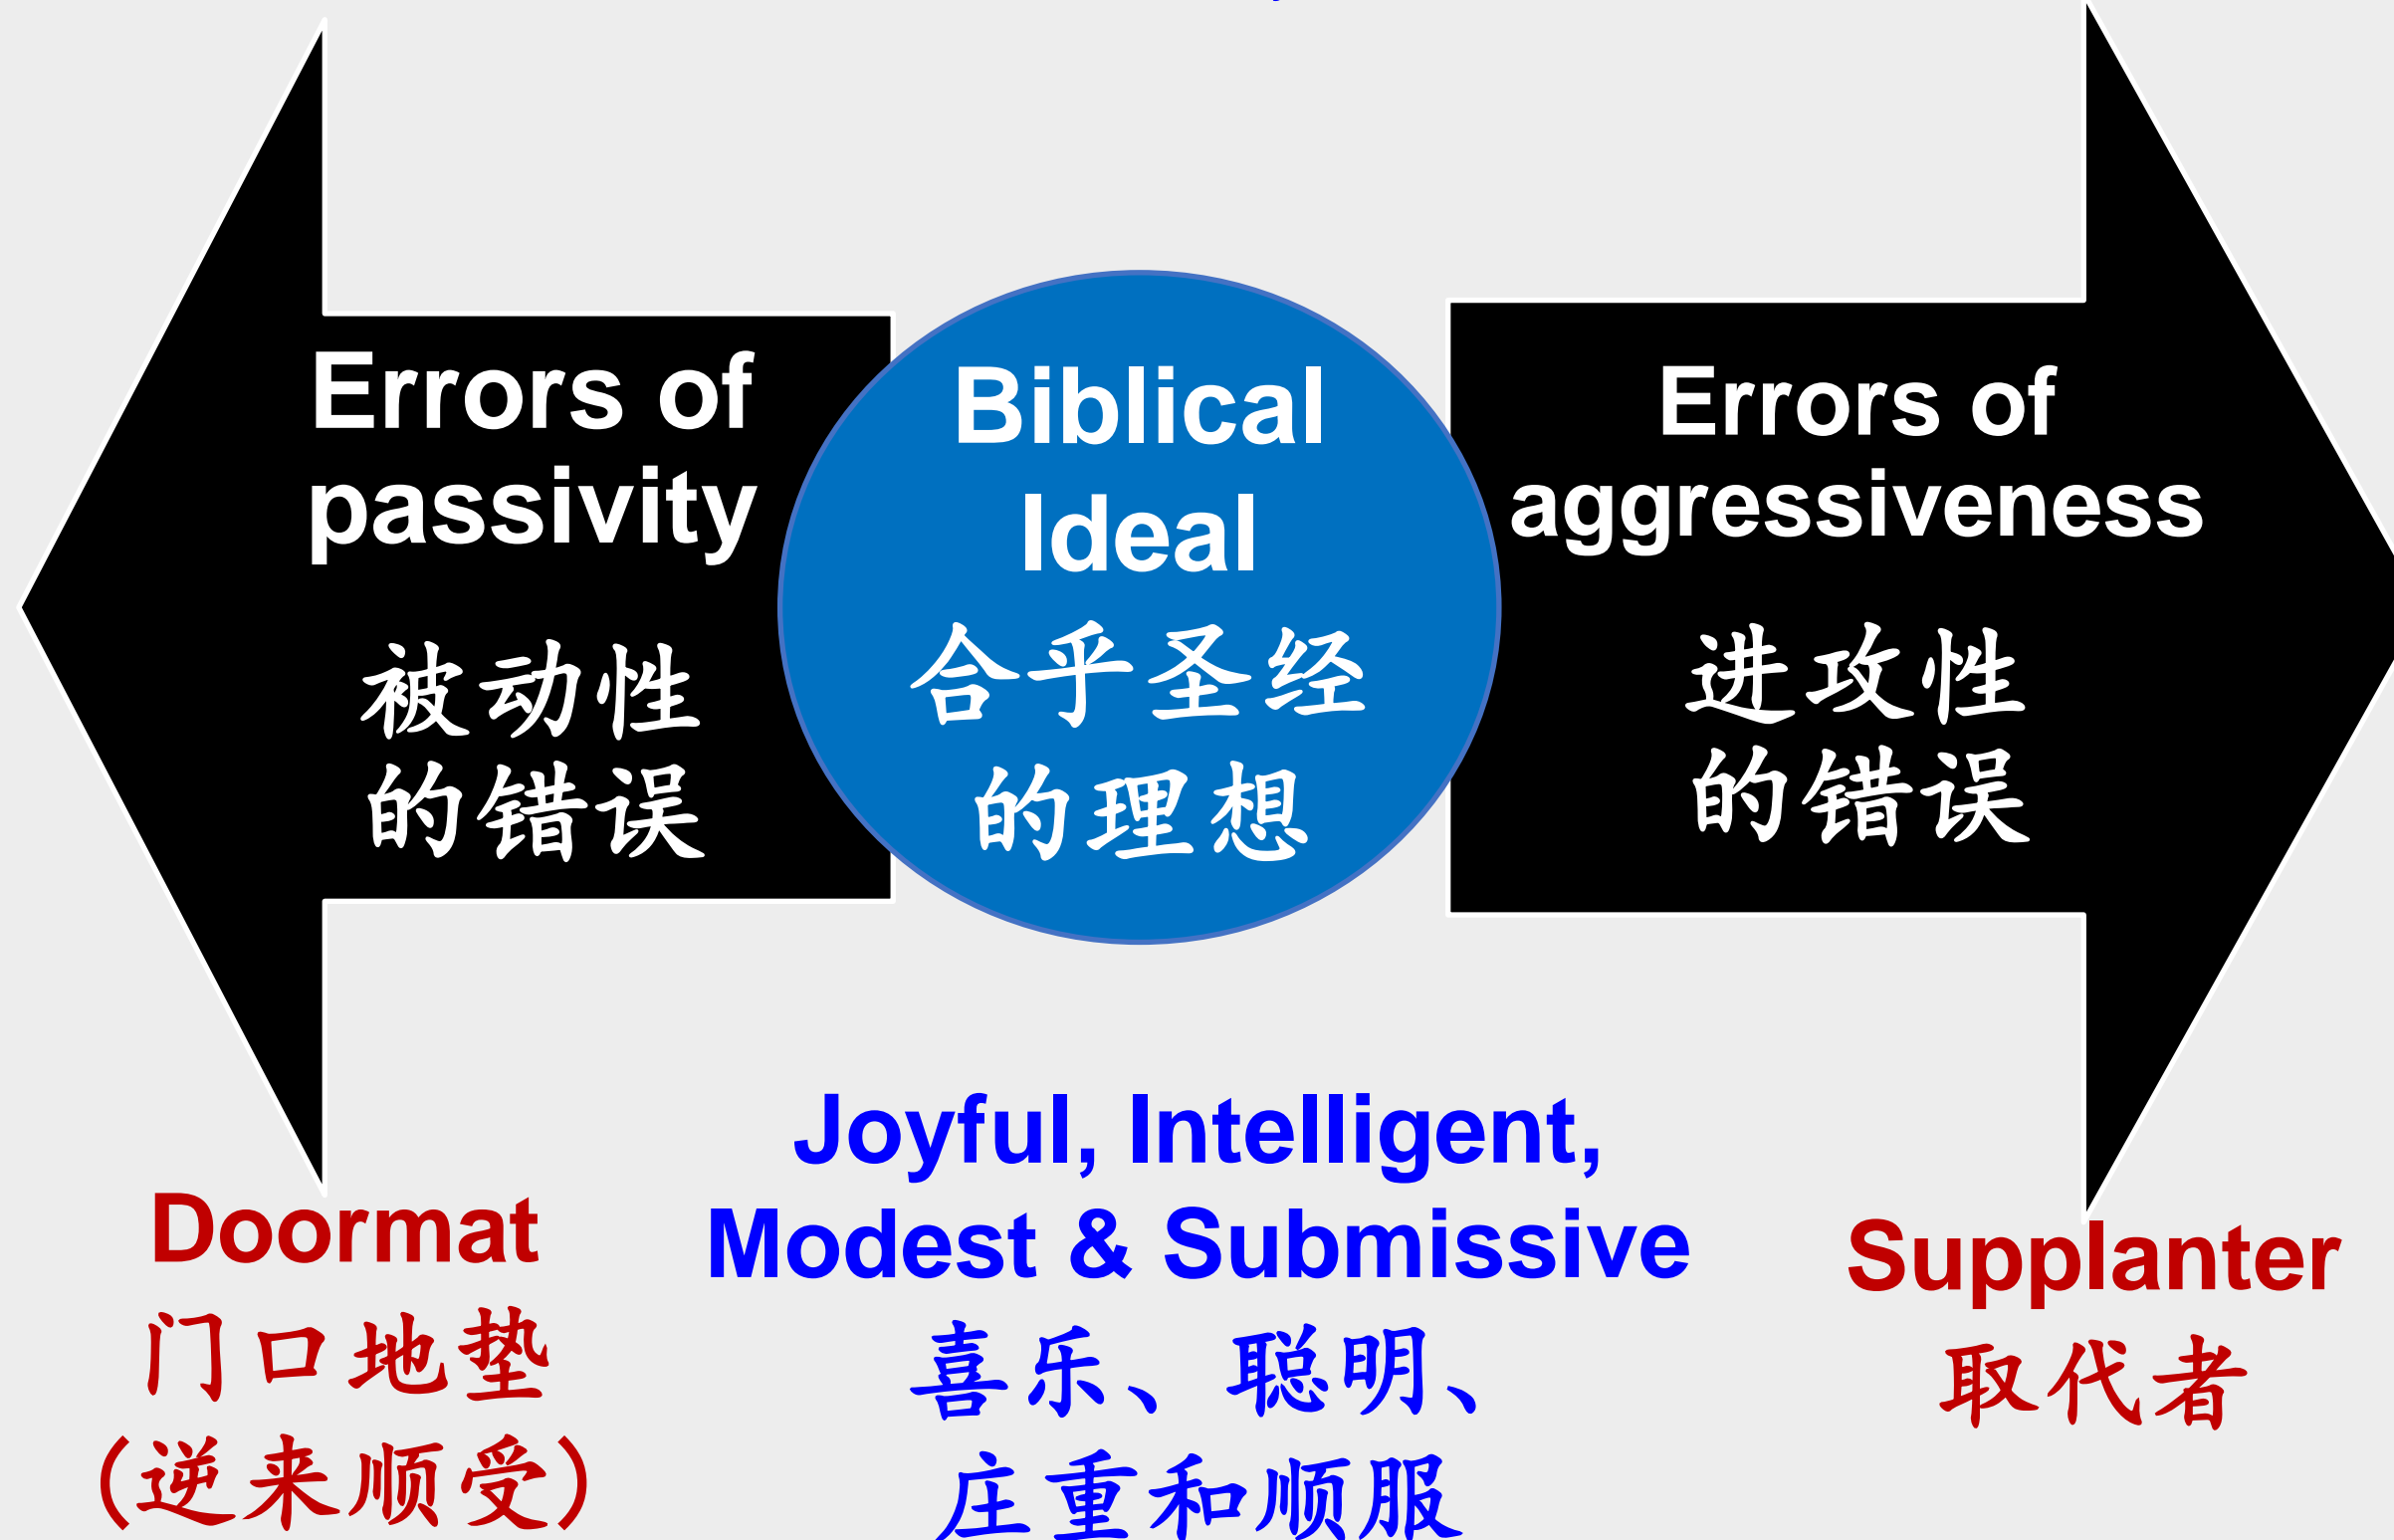 Errors of
passivity
被动性
的错误
Biblical
Ideal
合乎圣经
的理想
Errors of
aggressiveness
进攻性
的错误
Doormat
门口地垫
(逆来顺受)
Joyful, Intelligent,
Modest & Submissive
喜乐、聪明、
庄重和顺服
Supplanter
取代者